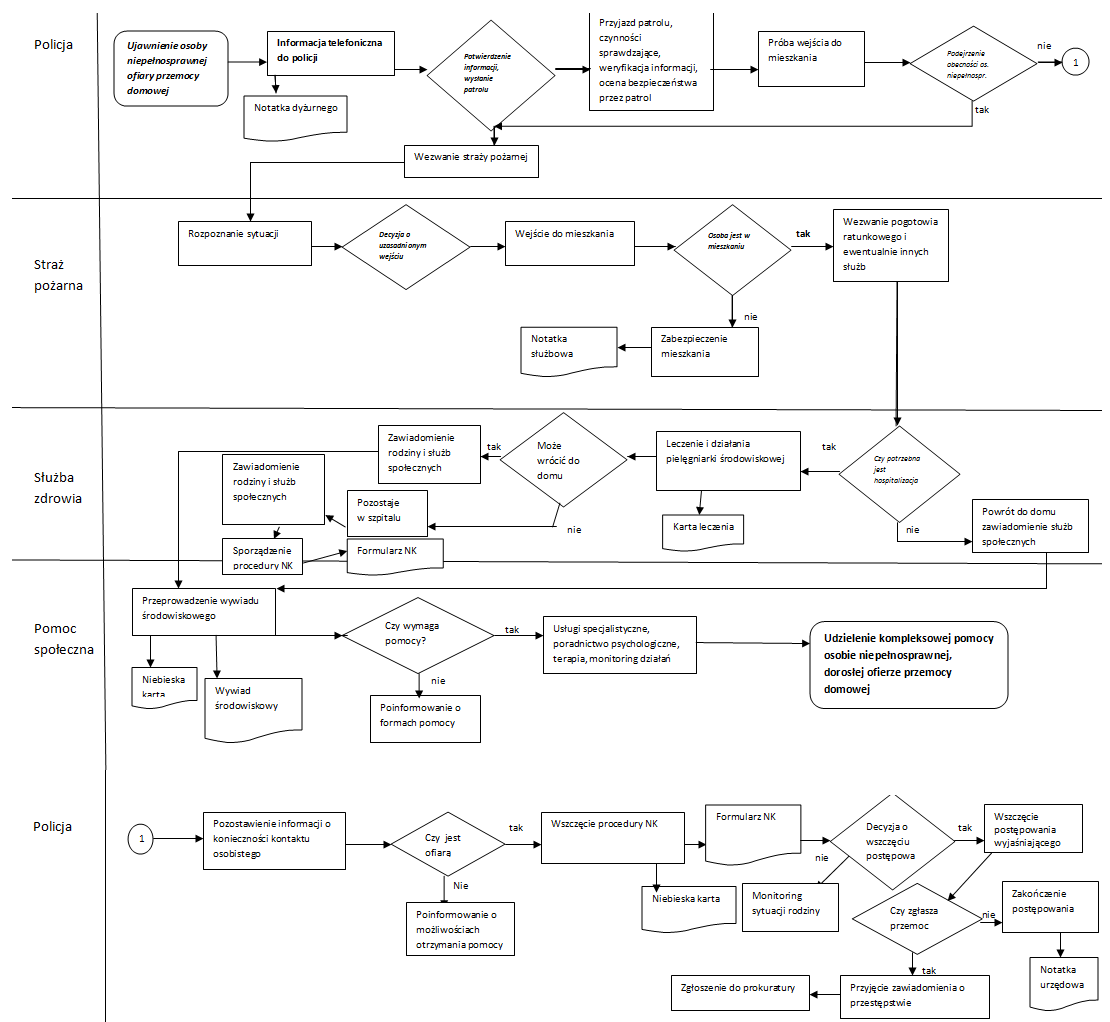 Policja
Ujawnienie osoby
niepełnosprawnej
ofiary przemocy
domowej
Informacja telefoniczna
do policji
Notatka dyżurnego
Potwierdzenie
informacji,
wysłanie
patrolu
Przyjazd patrolu,
czynności
sprawdzające,
weryfikacja informacji,
ocena bezpieczeństwa
przez patrol
Próba wejścia do
mieszkania
Podejrzenie
obecności os.
niepełnospr.
nie
1
tak
Wezwanie straży pożarnej
Straż
pożarna
Rozpoznanie sytuacji
Decyzja o
uzasadnionym
wejściu
Wejście do mieszkania
Osoba jest w
mieszkaniu
tak
Wezwanie pogotowia
ratunkowego i
ewentualnie innych
służb
nie
Notatka
służbowa
Zabezpieczenie
mieszkania
Służba
zdrowia
Zawiadomienie
rodziny i służb
społecznych
tak
Może
wrócić do
domu
Leczenie i działania
pielęgniarki środowiskowej
tak
Czy potrzebna
jest
hospitalizacja
Zawiadomienie
rodziny i służb
społecznych
Pozostaje
w szpitalu
nie
Karta leczenia
nie
Powrót do domu
zawiadomienie służb
społecznych
Sporządzenie
procedury NK
Formularz NK
Pomoc
społeczna
Przeprowadzenie wywiadu
środowiskowego
Czy wymaga
pomocy?
tak
Usługi specjalistyczne,
poradnictwo psychologiczne,
terapia, monitoring działań
Udzielenie kompleksowej pomocy
osobie niepełnosprawnej,
dorosłej ofierze przemocy
domowej
Niebieska
karta
Wywiad
środowiskowy
nie
Poinformowanie o
formach pomocy
Policja
1
Pozostawienie informacji o
konieczności kontaktu
osobistego
Czy jest
ofiarą
tak
Wszczęcie procedury NK
Formularz NK
Decyzja o
wszczęciu
postępowa
tak
Wszczęcie
postępowania
wyjaśniającego
nie
Nie
Poinformowanie o
możliwościach
otrzymania pomocy
Niebieska karta
Monitoring
sytuacji rodziny
Czy zgłasza
przemoc
nie
Zakończenie
postępowania
tak
Notatka
urzędowa
Zgłoszenie do prokuratury
Przyjęcie zawiadomienia o
przestępstwie